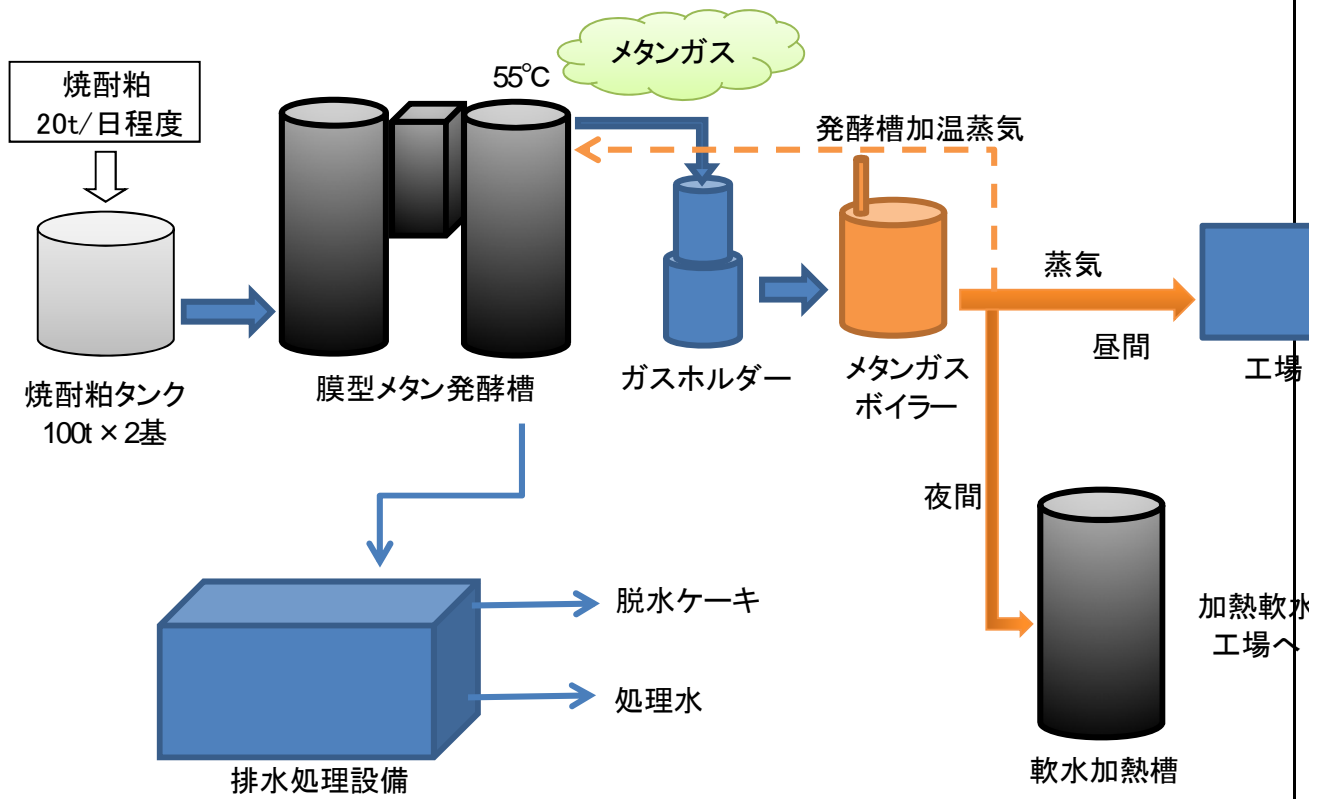 メタンガス
焼酎粕
20t/日程度
55℃
発酵槽加温蒸気
蒸気
昼間
工場
焼酎粕タンク
100t×2基
膜型メタン発酵槽
ガスホルダー
メタンガス
ボイラー
夜間
脱水ケーキ
処理水
排水処理設備
加熱軟水
工場へ
軟水加熱槽